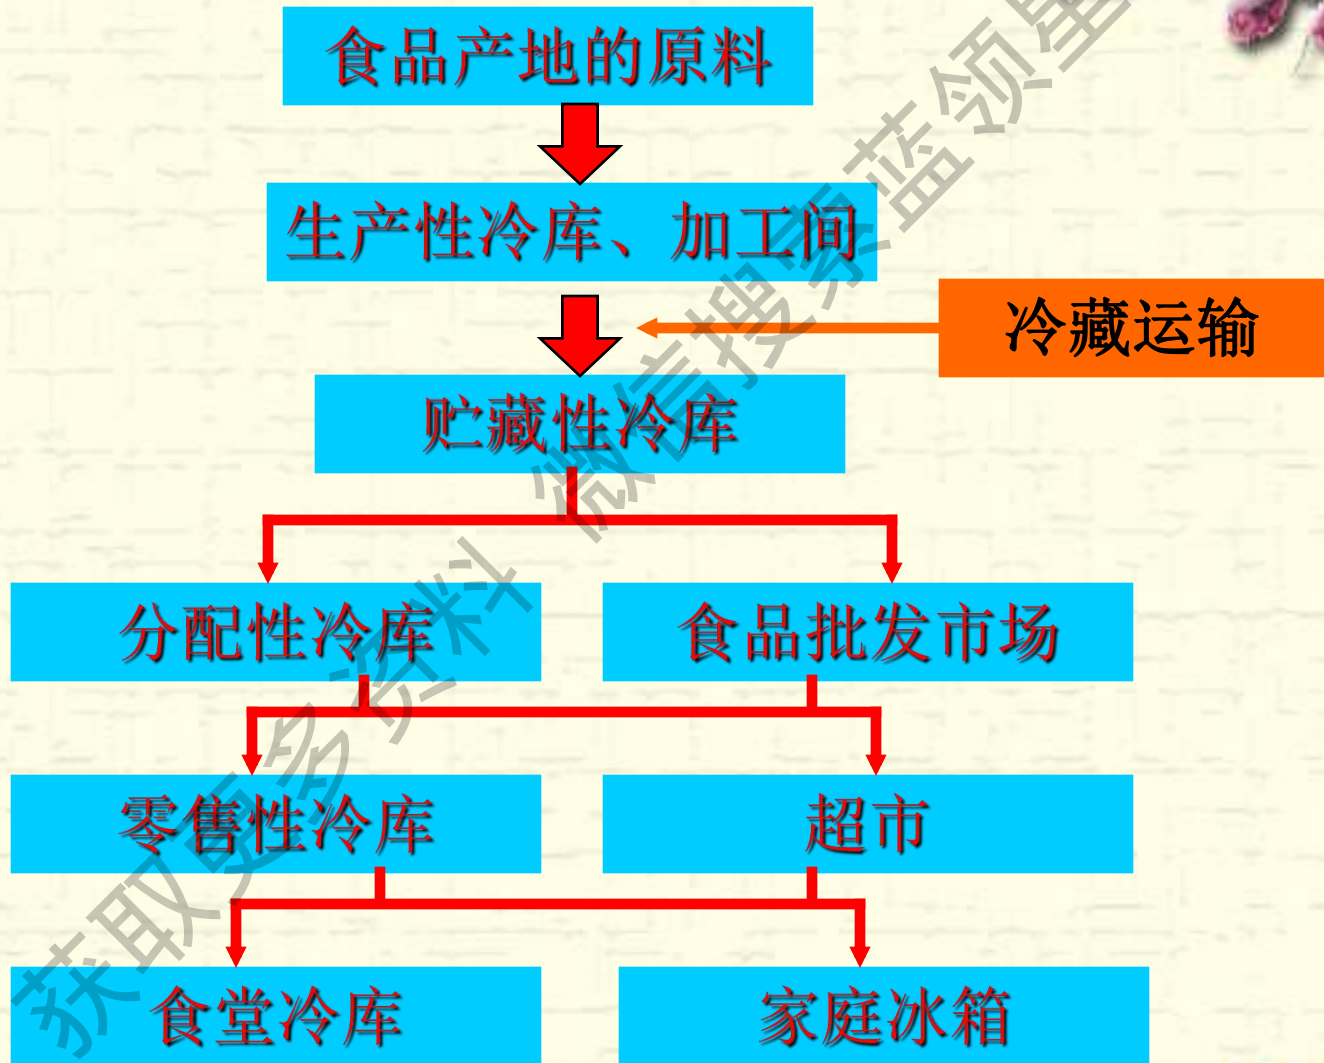 食品产地的原料
生产性冷库、加工间
冷藏运输
贮藏性冷库
分配性冷库
食品批发市场
零售性冷库
超市
食堂冷库
家庭冰箱
获取更多资料 微信搜索蓝领星